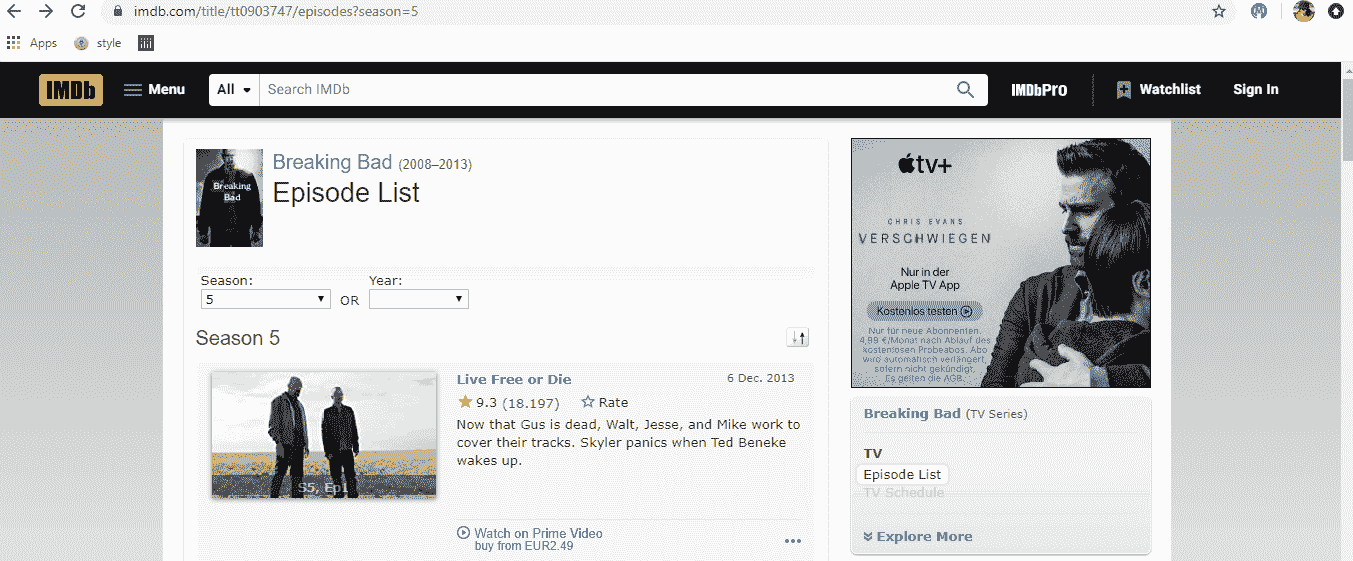 imdb.com/title/tt0903747/episodes?season=5
Apps style
IMDb Menu All Search IMDb IMDbPro Watchlist Sign In
Breaking Bad
Breaking Bad (2008–2013)
Episode List
Season: Year:
5 OR
Season 5
S5, Ep1
Live Free or Die 6 Dec. 2013
9.3 (18.197) Rate
Now that Gus is dead, Walt, Jesse, and Mike work to
cover their tracks. Skyler panics when Ted Beneke
wakes up.
Watch on Prime Video
buy from EUR2.49
tv+
CHRIS EVANS
VERSCHWIEGEN
Nur in der
Apple TV App
Kostenlos testen
Nur für neue Abonnenten.
4,99 €/Monat nach Ablauf des
kostenlosen Probeabos. Abo
wird automatisch verlängert,
sofern nicht gekündigt.
Es gelten die AGB.
Breaking Bad (TV Series)
TV
Episode List
TV Schedule
Explore More